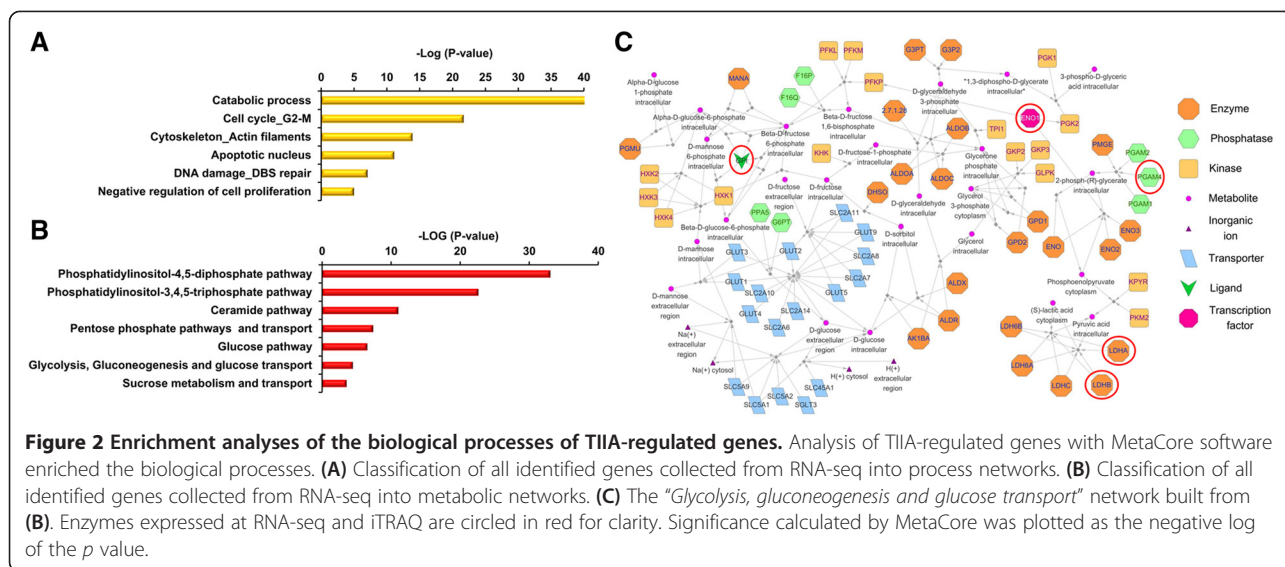 A
-Log (P-value)
0 5 10 15 20 25 30 35 40
Catabolic process
Cell cycle_G2-M
Cytoskeleton_Actin filaments
Apoptotic nucleus
DNA damage_DBS repair
Negative regulation of cell proliferation
B
-LOG (P-value)
0 10 20 30 40
Phosphatidylinositol-4,5-diphosphate pathway
Phosphatidylinositol-3,4,5-triphosphate pathway
Ceramide pathway
Pentose phosphate pathways and transport
Glucose pathway
Glycolysis, Gluconeogenesis and glucose transport
Sucrose metabolism and transport
C
PFKL
PFKM
G3PT
G3P2
PGK1
Alpha-D-glucose
1-phosphate
intracellular
MANA
F16P
F16Q
PFKP
D-glyceraldehyde
3-phosphate
intracellular
"1,3-diphospho-D-glycerate
intracellular"
3-phospho-D-glyceric
acid intracellular
Alpha-D-glucose-6-phosphate
intracellular
Beta-D-fructose
1,6-bisphosphate
intracellular
2.7.1.28
ENO1
PGK2
Beta-D-fructose
6-phosphate
intracellular
ALDOB
TPI1
PGMU
D-mannose
6-phosphate
intracellular
KHK
D-fructose-1-phosphate
intracellular
Glycerone
phosphate
intracellular
GKP2
GKP3
PMGE
PGAM2
HXK2
HXK3
HXK4
HXK1
D-fructose
extracellular
region
D-fructose
intracellular
ALDOA
ALDOC
DHSO
GLPK
2-phosph-(R)-glycerate
intracellular
PGAM4
PGAM1
D-glyceraldehyde
intracellular
Glycerol
3-phosphate
cytoplasm
PPA5
G6PT
SLC2A11
Beta-D-glucose-6-phosphate
intracellular
GLUT9
D-sorbitol
intracellular
Glycerol
intracellular
GPD1
GPD2
ENO
ENO2
ENO3
D-mannose
intracellular
GLUT3
GLUT2
SLC2A8
GLUT1
SLC2A7
SLC2A10
GLUT5
GLUT4
SLC2A14
SLC2A6
Phosphoenolpyruvate
cytoplasm
D-mannose
extracellular
region
D-glucose
extracellular
region
D-glucose
intracellular
ALDX
ALDR
AK1BA
(S)-lactic acid
cytoplasm
Pyruvic acid
intracellular
KPYR
PKM2
LDH6B
LDH6A
LDHC
LDHA
LDHB
Na(+)
extracellular
region
Na(+) cytosol
H(+) cytosol
H(+)
extracellular
region
SLC5A9
SLC5A1
SLC5A2
SGLT3
SLC45A1
Enzyme
Phosphatase
Kinase
Metabolite
Inorganic
ion
Transporter
Ligand
Transcription
factor
Figure 2 Enrichment analyses of the biological processes of TIIA-regulated genes. Analysis of TIIA-regulated genes with MetaCore software
enriched the biological processes. (A) Classification of all identified genes collected from RNA-seq into process networks. (B) Classification of all
identified genes collected from RNA-seq into metabolic networks. (C) The "Glycolysis, gluconeogenesis and glucose transport" network built from
(B). Enzymes expressed at RNA-seq and iTRAQ are circled in red for clarity. Significance calculated by MetaCore was plotted as the negative log
of the p value.